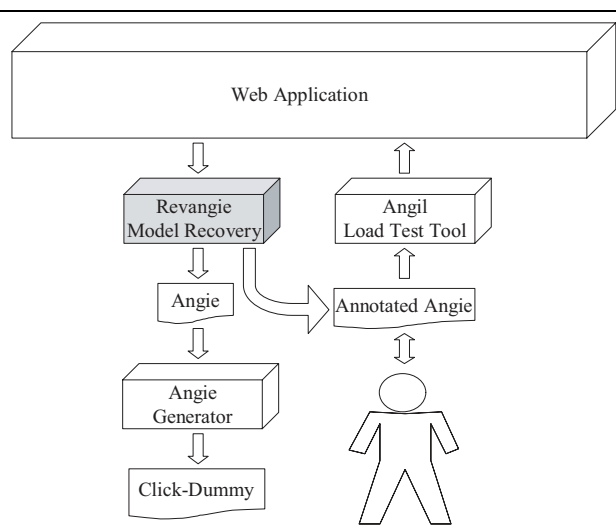 Web Application
Revangie
Model Recovery
Angil
Load Test Tool
Angie
Annotated Angie
Angie
Generator
Click-Dummy